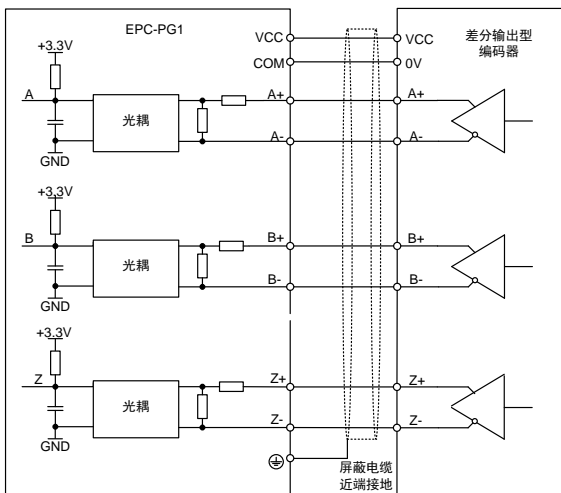 EPC-PG1
差分输出型
编码器
VCC
VCC
COM
0V
+3.3V
A
光耦
A+
A+
A-
A-
GND
+3.3V
B
光耦
B+
B+
B-
B-
GND
+3.3V
Z
光耦
Z+
Z+
Z-
Z-
GND
屏蔽电缆
近端接地